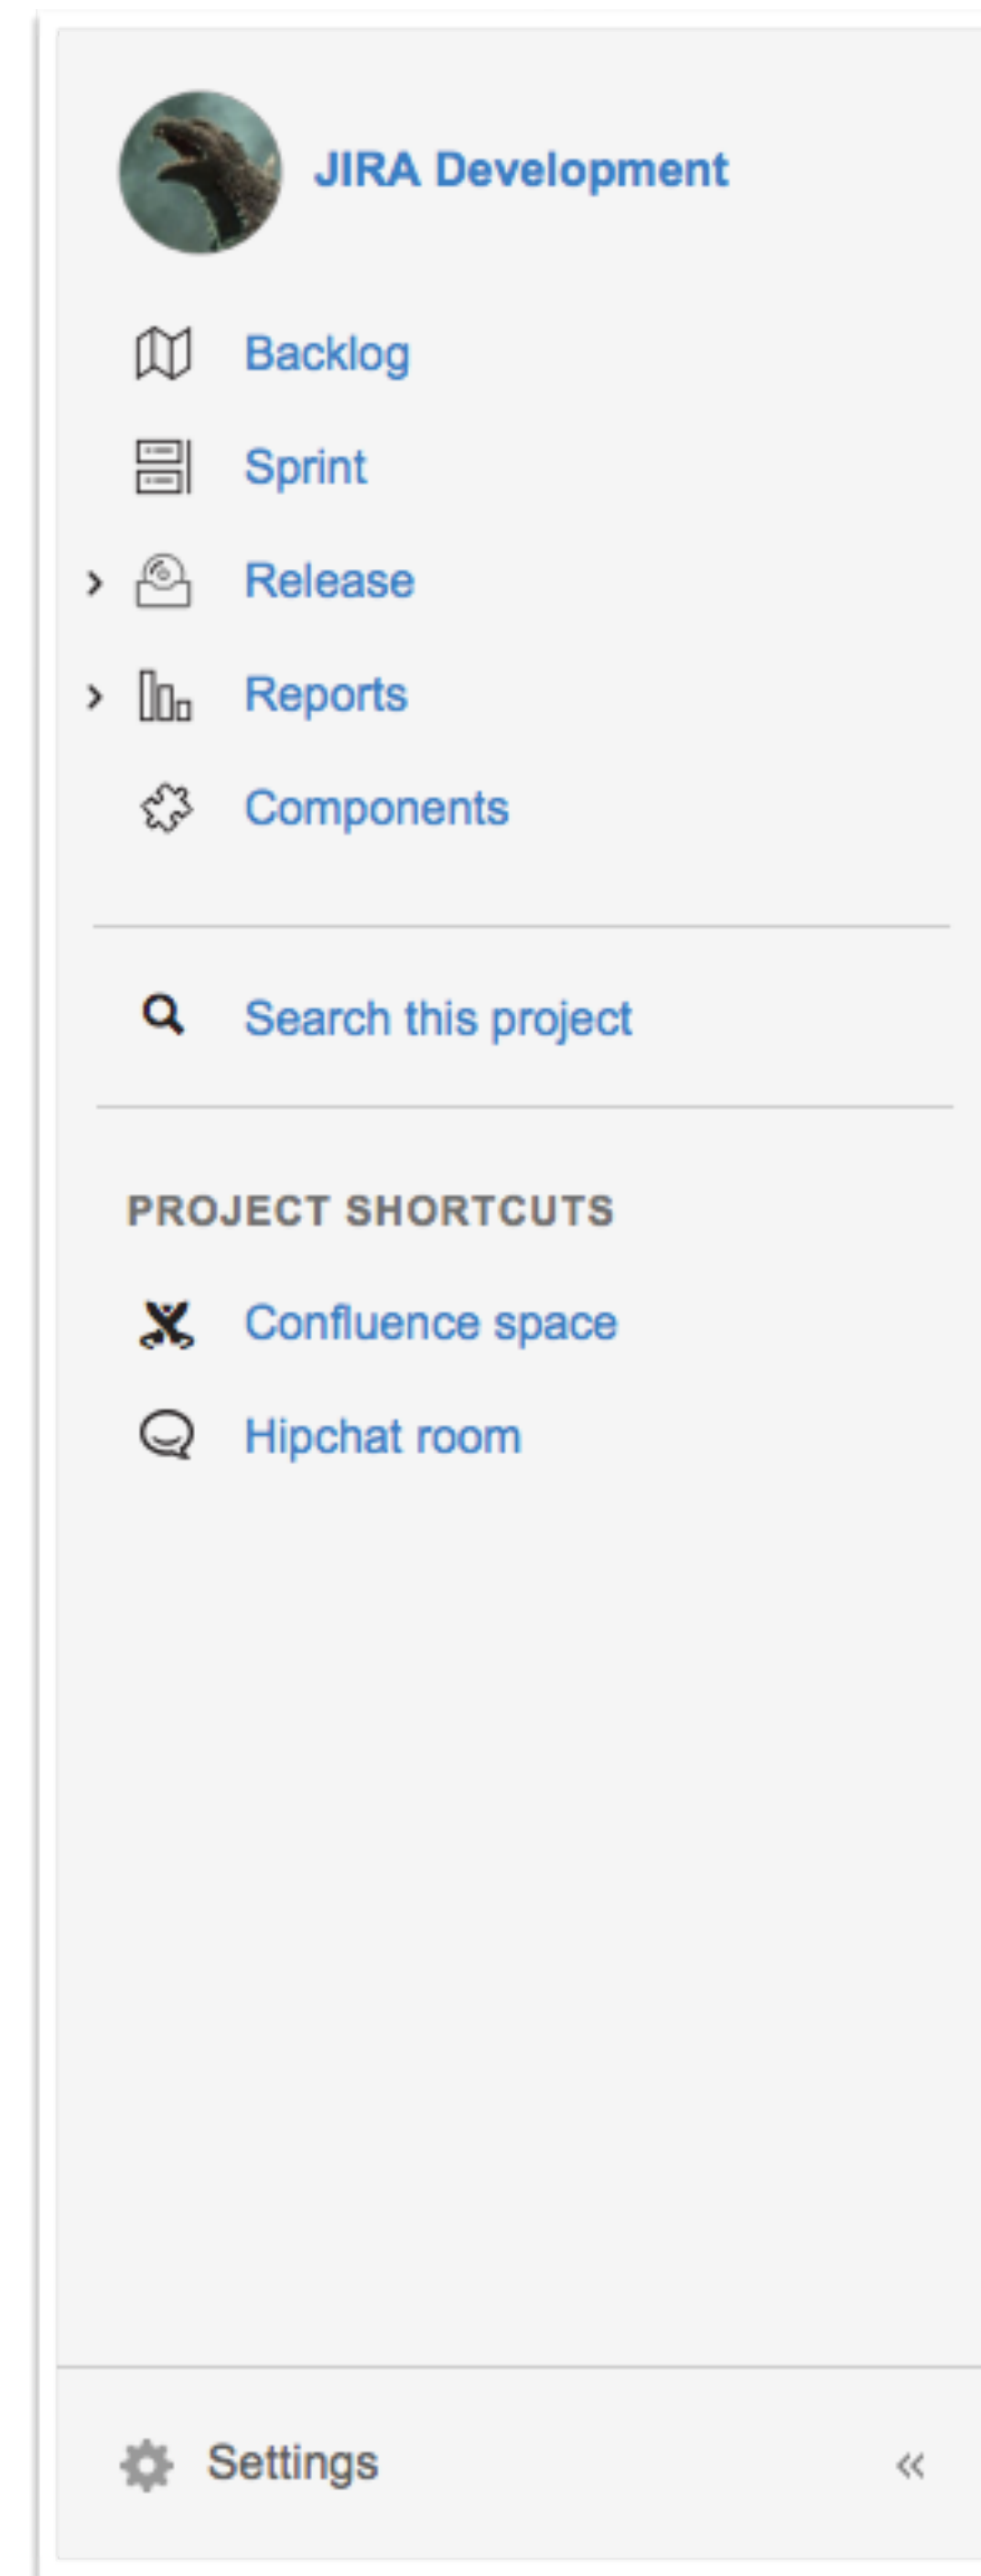 JIRA Development
Backlog
Sprint
Release
Reports
Components
Search this project
PROJECT SHORTCUTS
Confluence space
Hipchat room
Settings